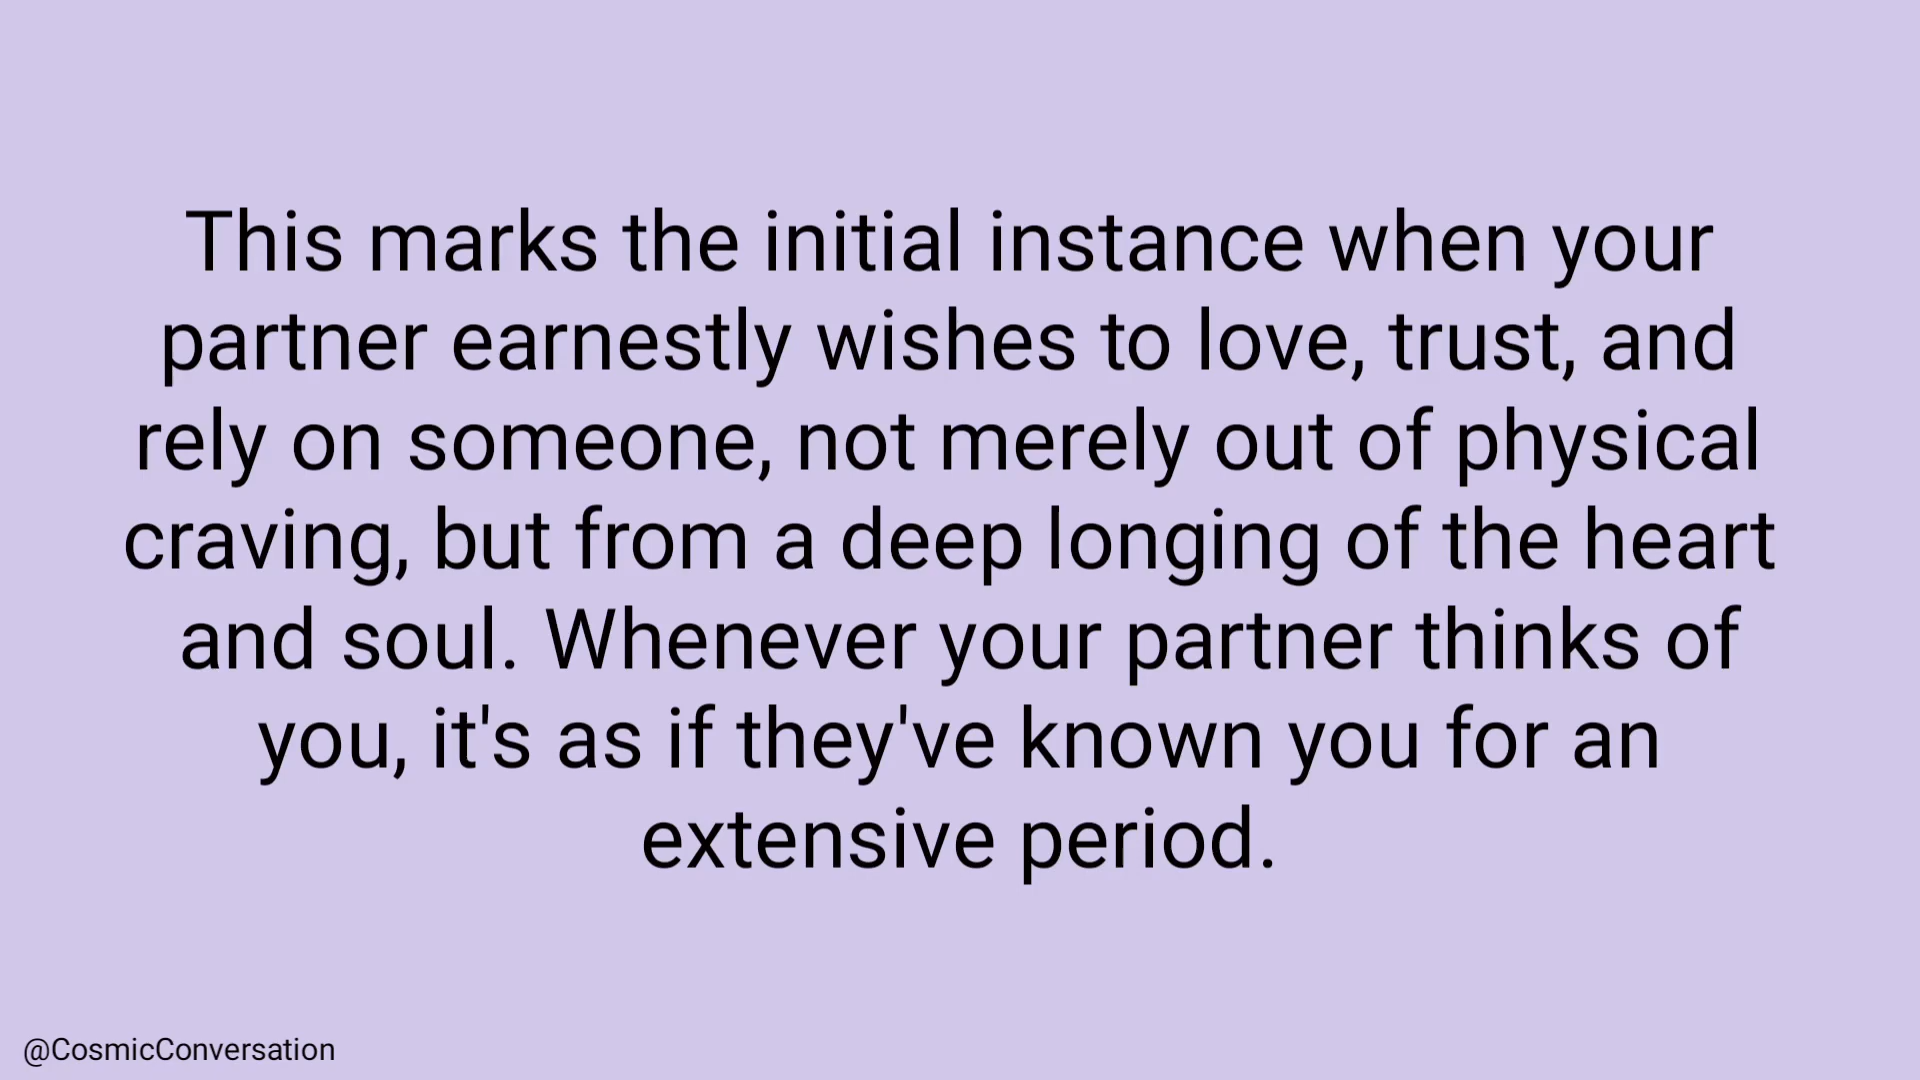 This marks the initial instance when your
partner earnestly wishes to love, trust, and
rely on someone, not merely out of physical
craving, but from a deep longing of the heart
and soul. Whenever your partner thinks of
you, it's as if they've known you for an
extensive period.
@CosmicConversation